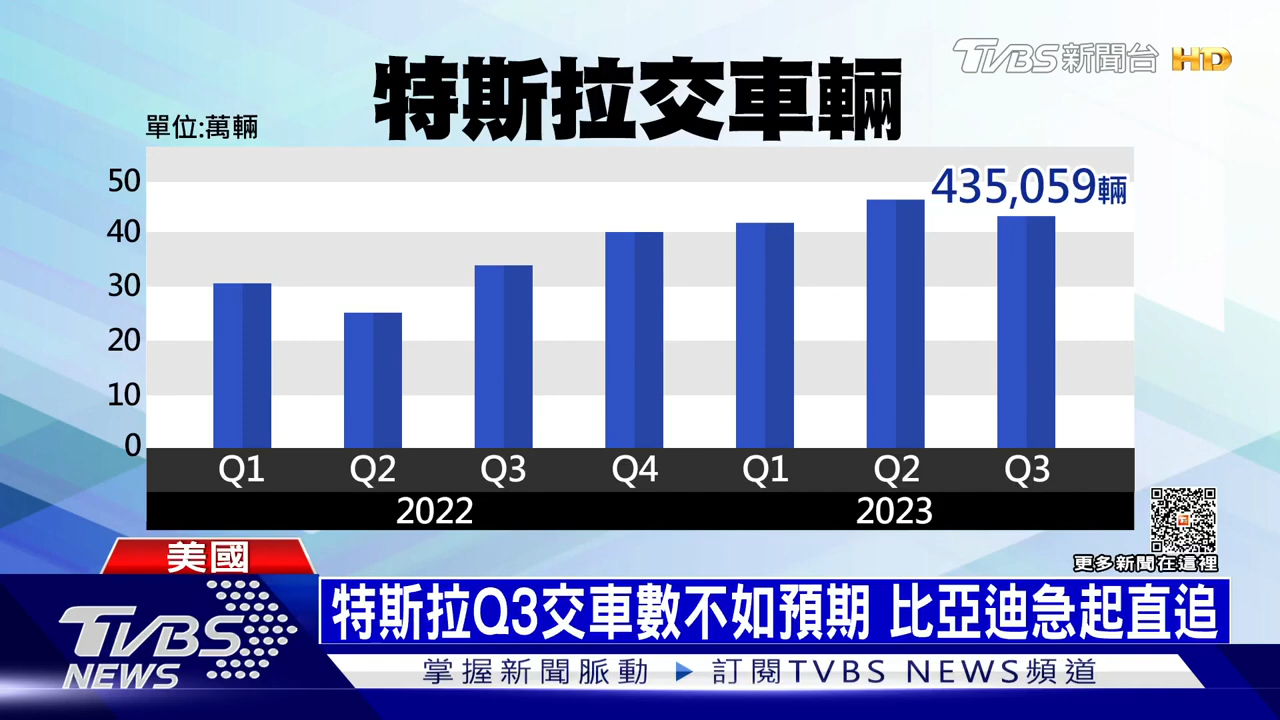 TVBS新聞台 HD
特斯拉交車輛
單位:萬輛
435,059輛
50
40
30
20
10
0
Q1 Q2 Q3 Q4 Q1 Q2 Q3
2022 2023
更多新聞在這裡
美國
特斯拉Q3交車數不如預期 比亞迪急起直追
TVBS
NEWS
掌握新聞脈動 ▶ 訂閱TVBS NEWS頻道